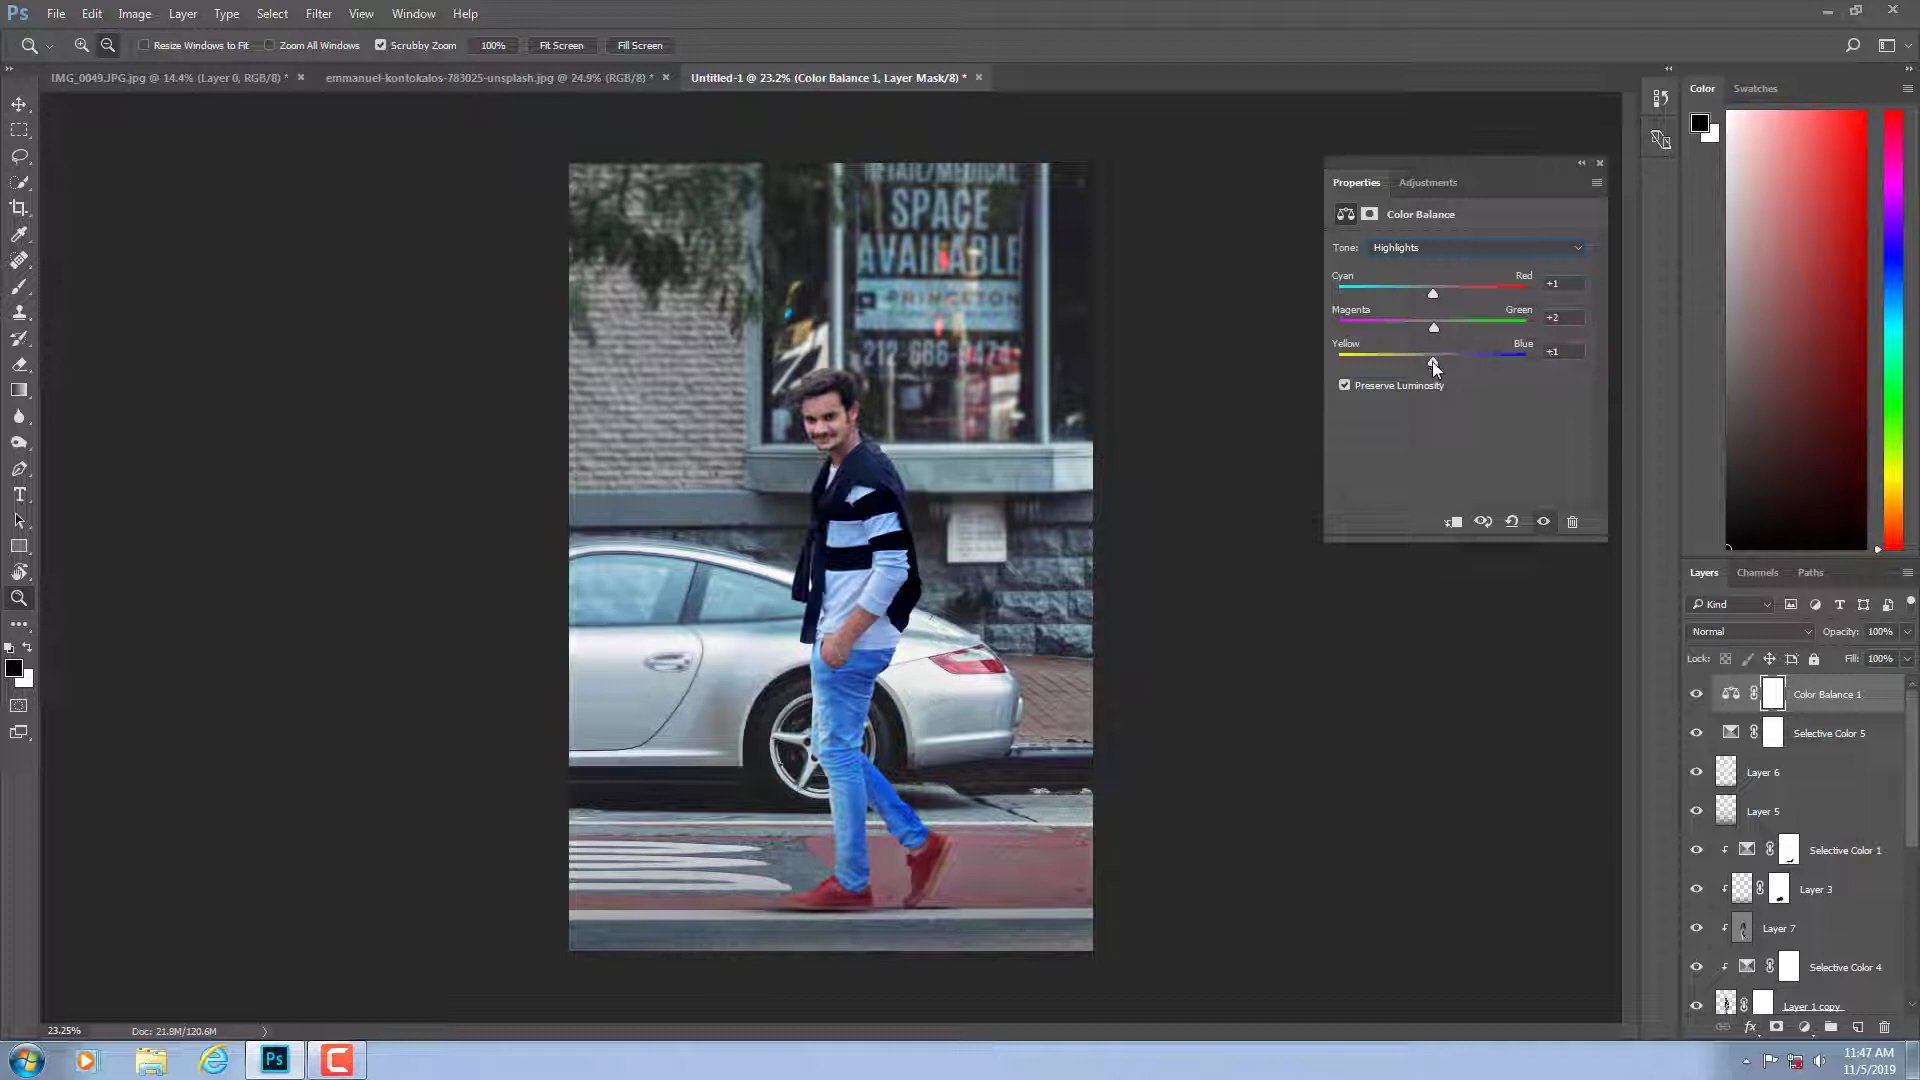 Ps File Edit Image Layer Type Select Filter View Window Help
Resize Windows to Fit Zoom All Windows Scrubby Zoom 100% Fit Screen Fill Screen
IMG_0049.JPG.jpg @ 14.4% (Layer 0, RGB/8) * × emmanuel-kontokalos-783025-unsplash.jpg @ 24.9% (RGB/8) * × Untitled-1 @ 23.2% (Color Balance 1, Layer Mask/8) * ×
Color Swatches
RETAIL/MEDICAL
SPACE
AVAILABLE
PRINCETON
Properties Adjustments
Color Balance
Tone: Highlights
Cyan Red +1
Magenta Green +2
Yellow Blue +1
Preserve Luminosity
Layers Channels Paths
Kind
Normal Opacity: 100%
Lock: Fill: 100%
Color Balance 1
Selective Color 5
Layer 6
Layer 5
Selective Color 1
Layer 3
Layer 7
Selective Color 4
Layer 1 copy
fx
23.25% Doc: 21.8M/120.6M
Ps
11:47 AM
11/5/2019